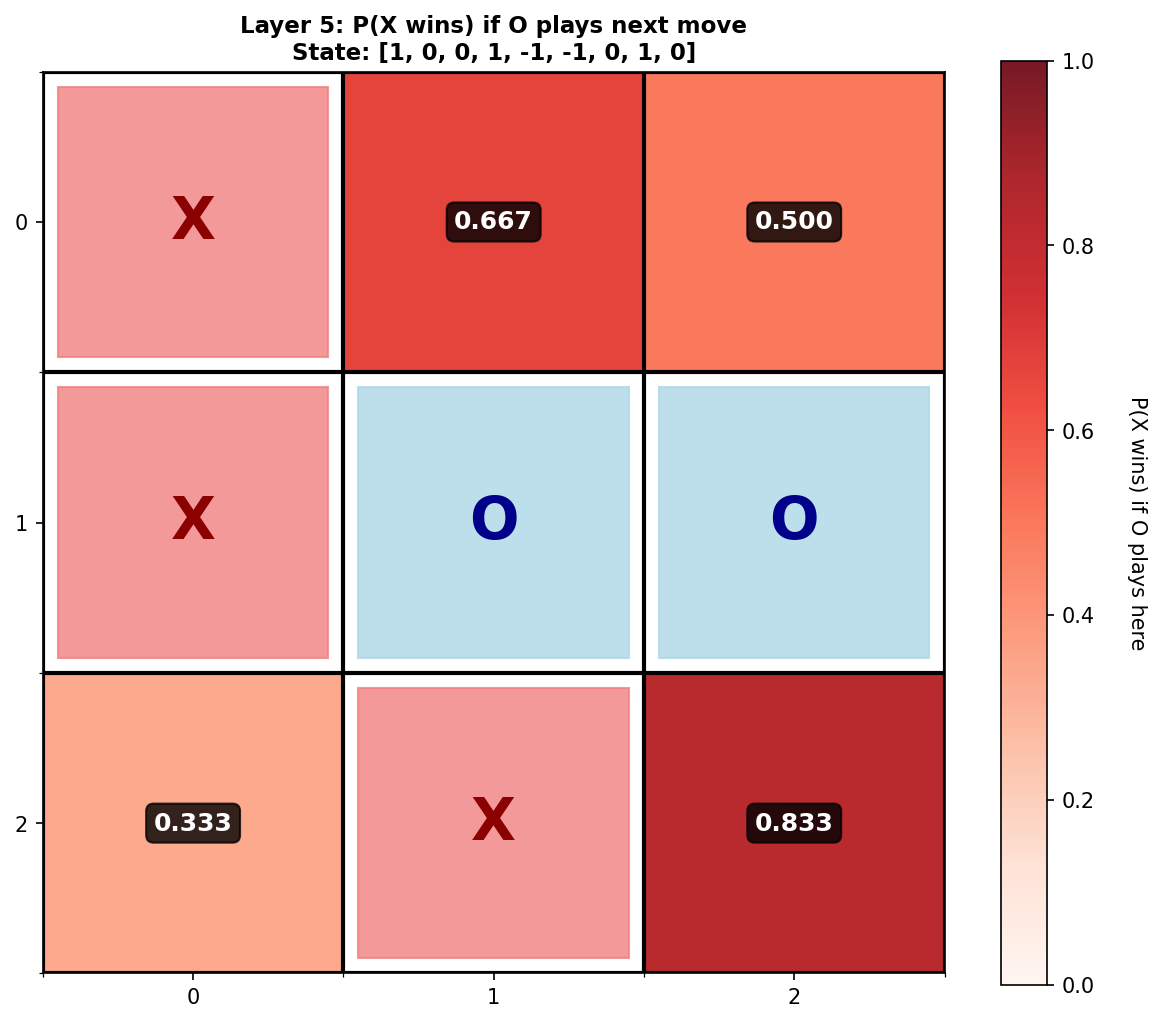 Layer 5: P(X wins) if O plays next move
State: [1, 0, 0, 1, -1, -1, 0, 1, 0]
0
X
0.667
0.500
1
X
O
O
2
0.333
X
0.833
0
1
2
1.0
0.8
0.6
0.4
0.2
0.0
P(X wins) if O plays here